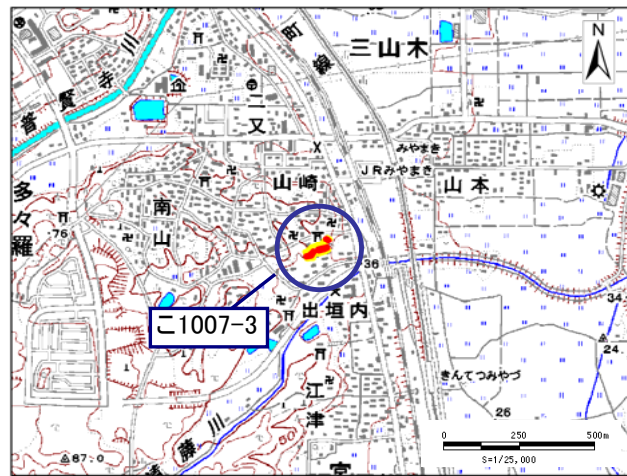 三山木
N
普賢寺川
町
二又
みやまき
JRみやまき
多々羅
山崎
山本
南山
76
36
こ1007-3
出垣内
34
24
きんてつみやづ
江津
藤川
50
26
87.0
宮
0 250 500m
S=1/25,000